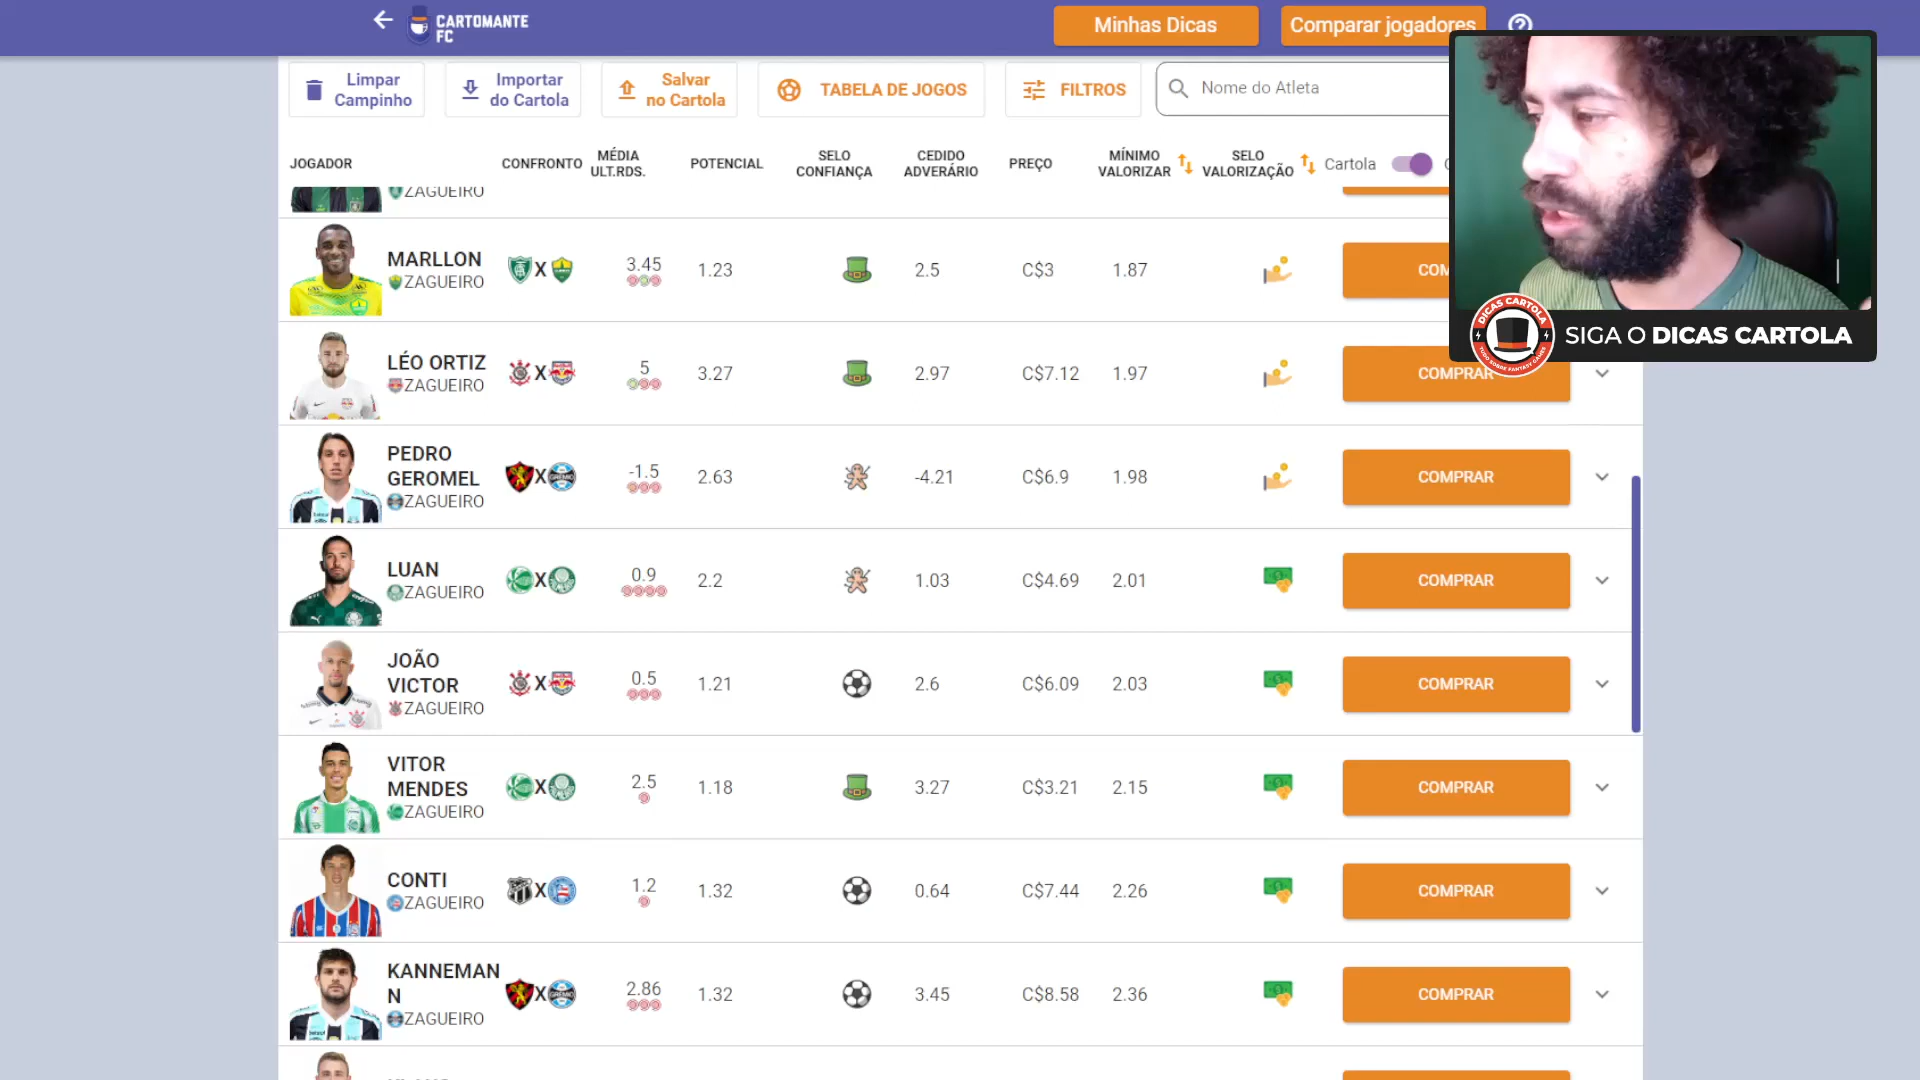 CARTOMANTE
FC
Minhas Dicas
Comparar jogadores
Limpar
Campinho
Importar
do Cartola
Salvar
no Cartola
TABELA DE JOGOS
FILTROS
Nome do Atleta
JOGADOR
CONFRONTO
MÉDIA
ULT.RDS.
POTENCIAL
SELO
CONFIANÇA
CEDIDO
ADVERÁRIO
PREÇO
MÍNIMO
VALORIZAR
SELO
VALORIZAÇÃO
Cartola
ZAGUEIRO
MARLLON
ZAGUEIRO
X
3.45
1.23
2.5
C$3
1.87
COM
DICAS CARTOLA
TUDO SOBRE FANTASY GAMES
SIGA O DICAS CARTOLA
LÉO ORTIZ
ZAGUEIRO
X
5
3.27
2.97
C$7.12
1.97
COMPRAR
PEDRO
GEROMEL
ZAGUEIRO
X
-1.5
2.63
-4.21
C$6.9
1.98
COMPRAR
LUAN
ZAGUEIRO
X
0.9
2.2
1.03
C$4.69
2.01
COMPRAR
JOÃO
VICTOR
ZAGUEIRO
X
0.5
1.21
2.6
C$6.09
2.03
COMPRAR
VITOR
MENDES
ZAGUEIRO
X
2.5
1.18
3.27
C$3.21
2.15
COMPRAR
CONTI
ZAGUEIRO
X
1.2
1.32
0.64
C$7.44
2.26
COMPRAR
KANNEMAN
N
ZAGUEIRO
X
2.86
1.32
3.45
C$8.58
2.36
COMPRAR